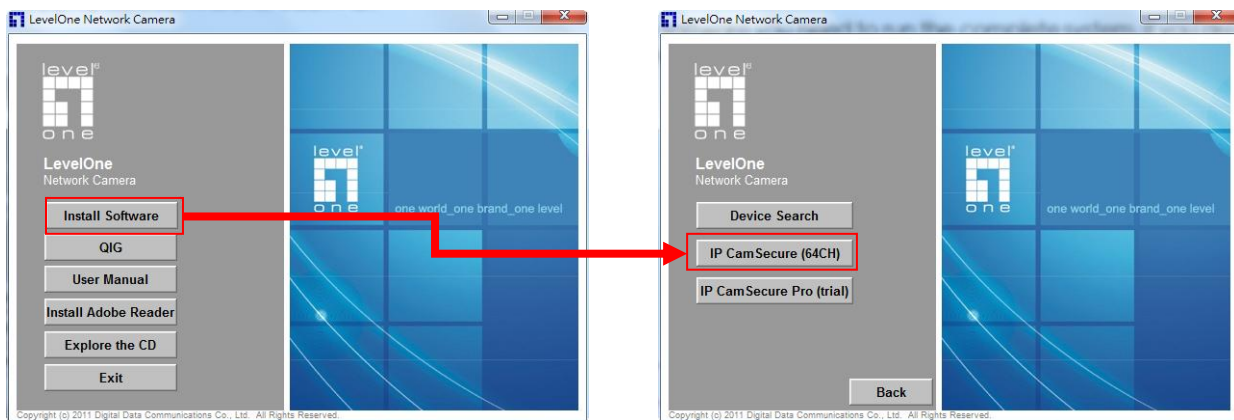 LevelOne Network Camera
level®
one
LevelOne
Network Camera
Install Software
QIG
User Manual
Install Adobe Reader
Explore the CD
Exit
level®
one
one world_one brand_one level
Copyright (c) 2011 Digital Data Communications Co., Ltd. All Rights Reserved.
LevelOne Network Camera
level®
one
LevelOne
Network Camera
Device Search
IP CamSecure (64CH)
IP CamSecure Pro (trial)
Back
level®
one
one world_one brand_one level
Copyright (c) 2011 Digital Data Communications Co., Ltd. All Rights Reserved.